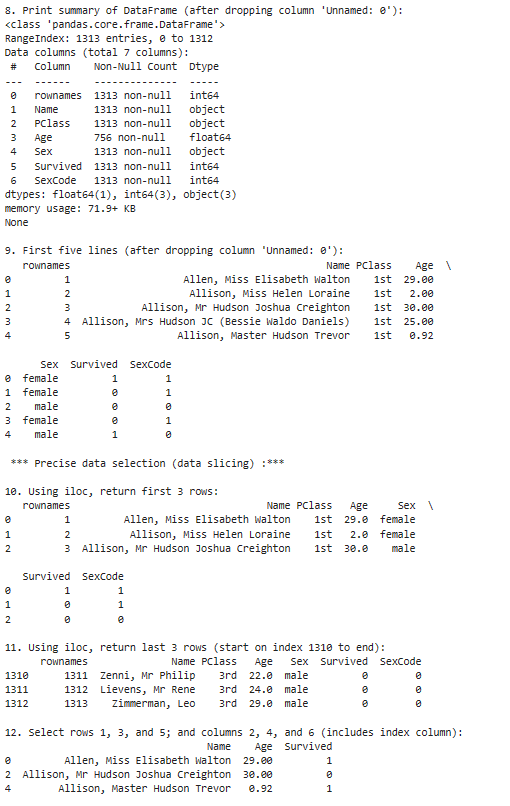 8. Print summary of DataFrame (after dropping column 'Unnamed: 0'):
<class 'pandas.core.frame.DataFrame'>
RangeIndex: 1313 entries, 0 to 1312
Data columns (total 7 columns):
 #   Column    Non-Null Count  Dtype
---  ------    --------------  -----
 0   rownames  1313 non-null   int64
 1   Name      1313 non-null   object
 2   PClass    1313 non-null   object
 3   Age       756 non-null    float64
 4   Sex       1313 non-null   object
 5   Survived  1313 non-null   int64
 6   SexCode   1313 non-null   int64
dtypes: float64(1), int64(3), object(3)
memory usage: 71.9+ KB
None

9. First five lines (after dropping column 'Unnamed: 0'):
   rownames                                           Name PClass    Age  \
0         1                   Allen, Miss Elisabeth Walton    1st  29.00
1         2                    Allison, Miss Helen Loraine    1st   2.00
2         3            Allison, Mr Hudson Joshua Creighton    1st  30.00
3         4  Allison, Mrs Hudson JC (Bessie Waldo Daniels)    1st  25.00
4         5                  Allison, Master Hudson Trevor    1st   0.92

      Sex  Survived  SexCode
0  female         1        1
1  female         0        1
2    male         0        0
3  female         0        1
4    male         1        0

 *** Precise data selection (data slicing) :***

10. Using iloc, return first 3 rows:
   rownames                                 Name PClass   Age     Sex  \
0         1         Allen, Miss Elisabeth Walton    1st  29.0  female
1         2          Allison, Miss Helen Loraine    1st   2.0  female
2         3  Allison, Mr Hudson Joshua Creighton    1st  30.0    male

   Survived  SexCode
0         1        1
1         0        1
2         0        0

11. Using iloc, return last 3 rows (start on index 1310 to end):
      rownames              Name PClass   Age   Sex  Survived  SexCode
1310      1311  Zenni, Mr Philip    3rd  22.0  male         0        0
1311      1312  Lievens, Mr Rene    3rd  24.0  male         0        0
1312      1313    Zimmerman, Leo    3rd  29.0  male         0        0

12. Select rows 1, 3, and 5; and columns 2, 4, and 6 (includes index column):
                                  Name    Age  Survived
0         Allen, Miss Elisabeth Walton  29.00         1
2  Allison, Mr Hudson Joshua Creighton  30.00         0
4        Allison, Master Hudson Trevor   0.92         1